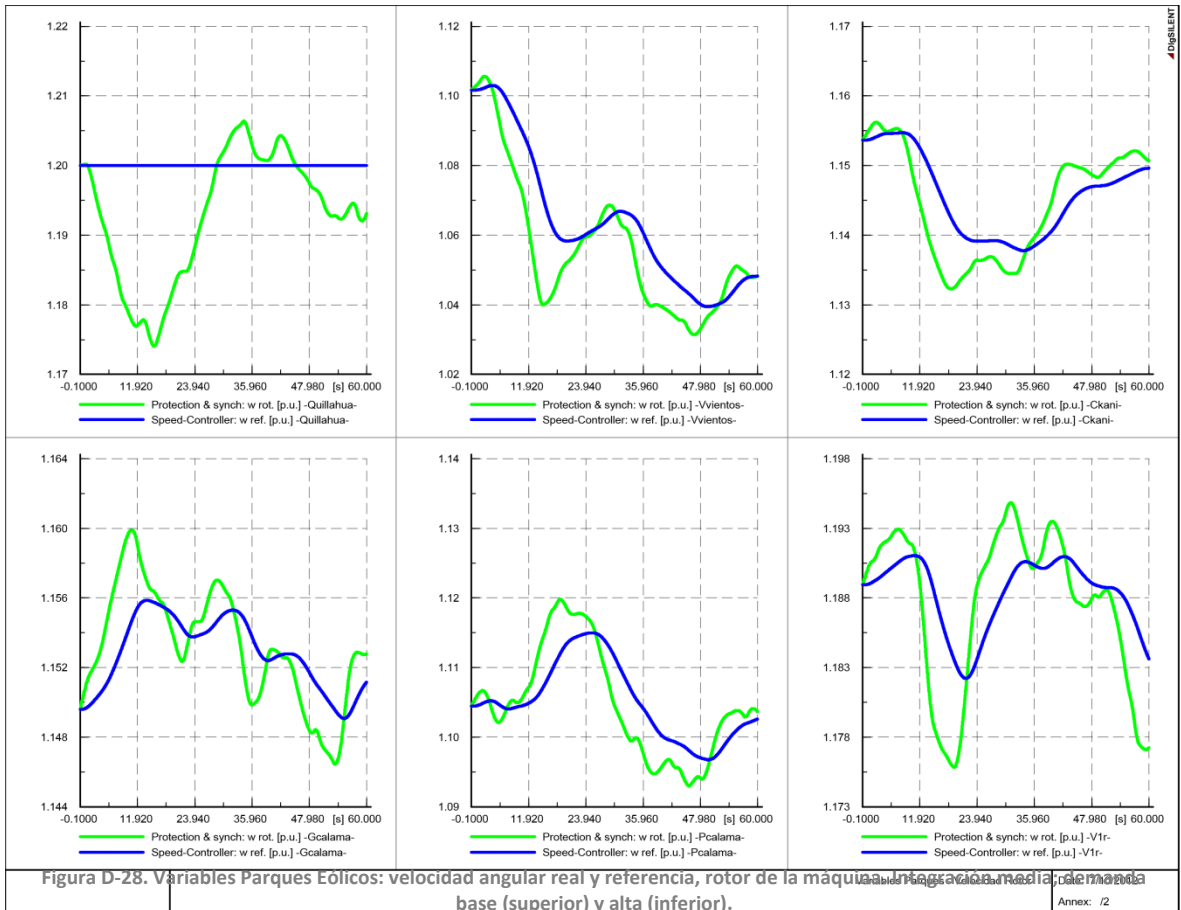 1.22
1.21
1.20
1.19
1.18
1.17
-0.1000 11.920 23.940 35.960 47.980 [s] 60.000
Protection & synch: w rot. [p.u.] -Quillahua-
Speed-Controller: w ref. [p.u.] -Quillahua-
1.12
1.10
1.08
1.06
1.04
1.02
-0.1000 11.920 23.940 35.960 47.980 [s] 60.000
Protection & synch: w rot. [p.u.] -Vvientos-
Speed-Controller: w ref. [p.u.] -Vvientos-
1.17
1.16
1.15
1.14
1.13
1.12
-0.1000 11.920 23.940 35.960 47.980 [s] 60.000
Protection & synch: w rot. [p.u.] -Ckani-
Speed-Controller: w ref. [p.u.] -Ckani-
DIgSILENT
1.164
1.160
1.156
1.152
1.148
1.144
-0.1000 11.920 23.940 35.960 47.980 [s] 60.000
Protection & synch: w rot. [p.u.] -Gcalama-
Speed-Controller: w ref. [p.u.] -Gcalama-
1.14
1.13
1.12
1.11
1.10
1.09
-0.1000 11.920 23.940 35.960 47.980 [s] 60.000
Protection & synch: w rot. [p.u.] -Pcalama-
Speed-Controller: w ref. [p.u.] -Pcalama-
1.198
1.193
1.188
1.183
1.178
1.173
-0.1000 11.920 23.940 35.960 47.980 [s] 60.000
Protection & synch: w rot. [p.u.] -V1r-
Speed-Controller: w ref. [p.u.] -V1r-
Figura D-28. Variables Parques Eólicos: velocidad angular real y referencia, rotor de la máquina. Integración media; demanda
base (superior) y alta (inferior).
Variables Parques Velocidad Rotor
Date:
Annex: /2